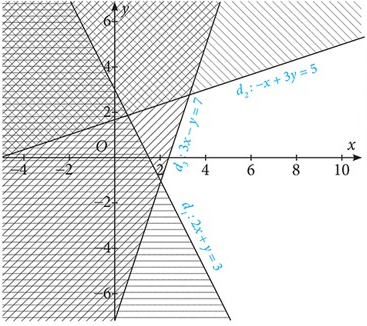 y
6
4
2
O
x
-4
-2
2
4
6
8
10
-2
-4
-6
d₂ : -x + 3y = 5
d₃ : 3x - y = 7
d₁ : 2x + y = 3